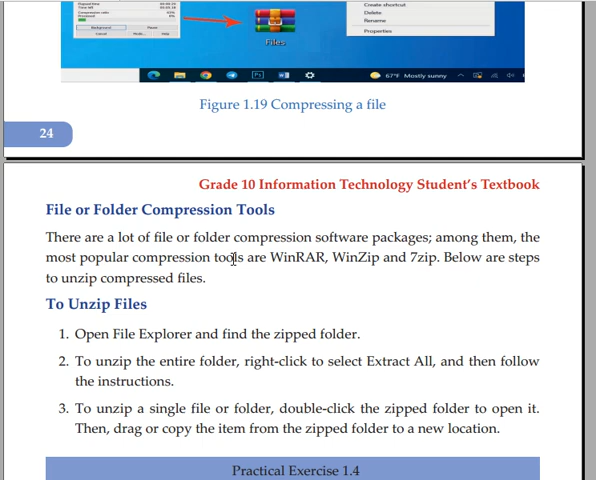 Create shortcut
Delete
Rename
Properties
Background
Pause
Cancel
Mode...
Help
Files
67°F Mostly sunny
Figure 1.19 Compressing a file
24
Grade 10 Information Technology Student's Textbook
File or Folder Compression Tools
There are a lot of file or folder compression software packages; among them, the
most popular compression tools are WinRAR, WinZip and 7zip. Below are steps
to unzip compressed files.
To Unzip Files
1. Open File Explorer and find the zipped folder.
2. To unzip the entire folder, right-click to select Extract All, and then follow
the instructions.
3. To unzip a single file or folder, double-click the zipped folder to open it.
Then, drag or copy the item from the zipped folder to a new location.
Practical Exercise 1.4